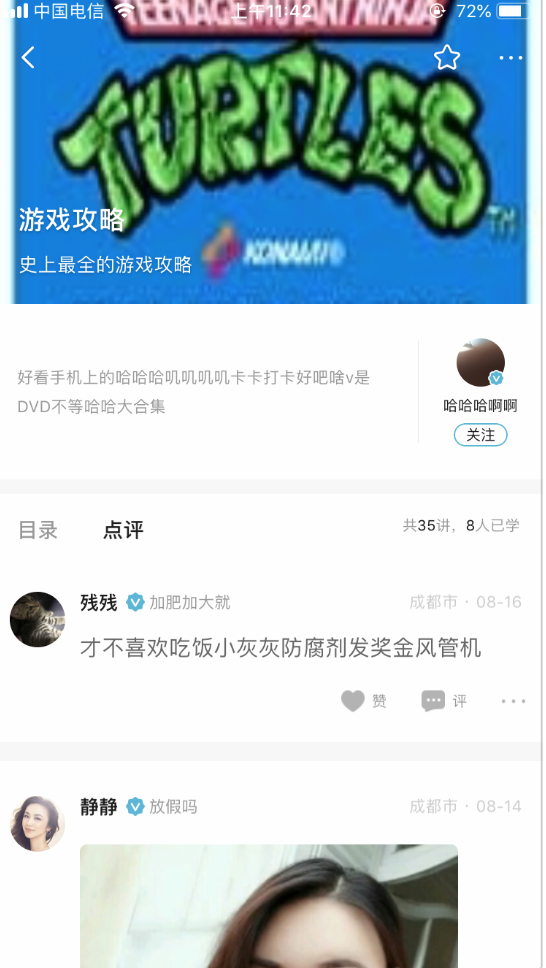 中国电信
上午11:42
72%
TEENAGE MUTANT NINJA
TURTLES
TM
游戏攻略
KONAMI®
史上最全的游戏攻略
好看手机上的哈哈哈叽叽叽叽卡卡打卡好吧啥v是
DVD不等哈哈大合集
哈哈哈啊啊
关注
目录
点评
共35讲，8人已学
残残
加肥加大就
成都市 · 08-16
才不喜欢吃饭小灰灰防腐剂发奖金风管机
赞
评
静静
放假吗
成都市 · 08-14